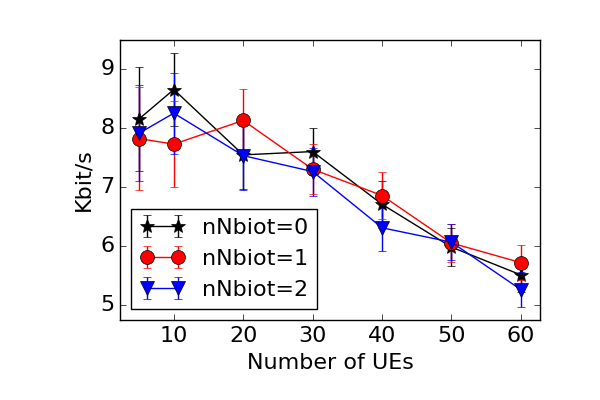 9
8
7
6
5
Kbit/s
nNbiot=0
nNbiot=1
nNbiot=2
10 20 30 40 50 60
Number of UEs